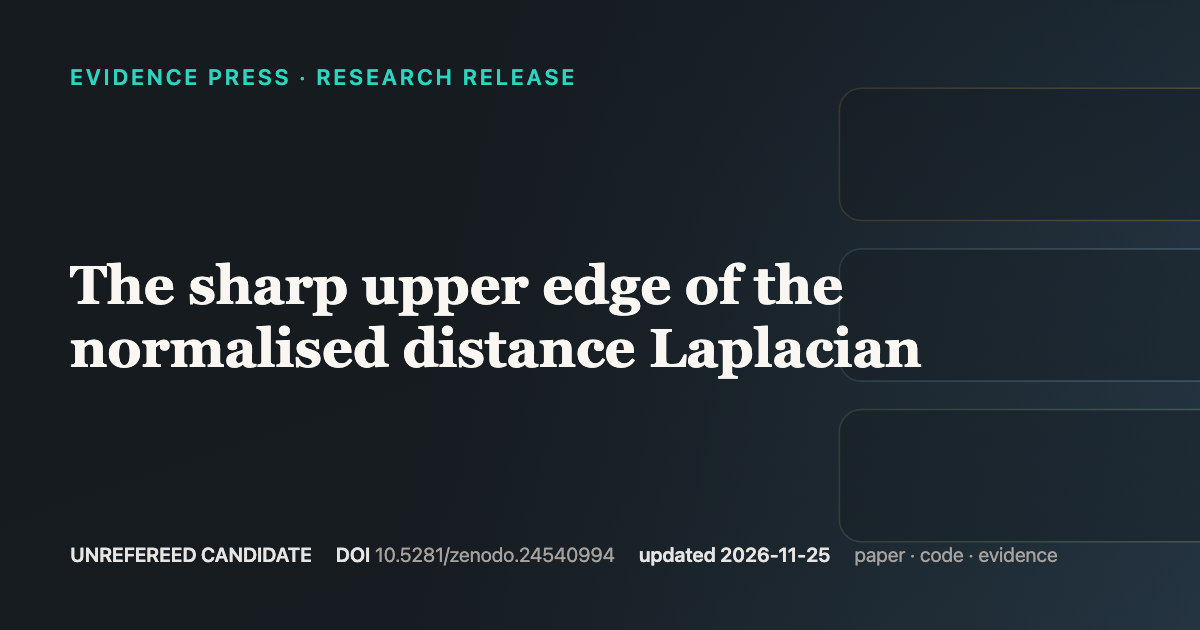 EVIDENCE PRESS · RESEARCH RELEASE
The sharp upper edge of the
normalised distance Laplacian
UNREFEREED CANDIDATE DOI 10.5281/zenodo.24540994 updated 2026-11-25 paper · code · evidence